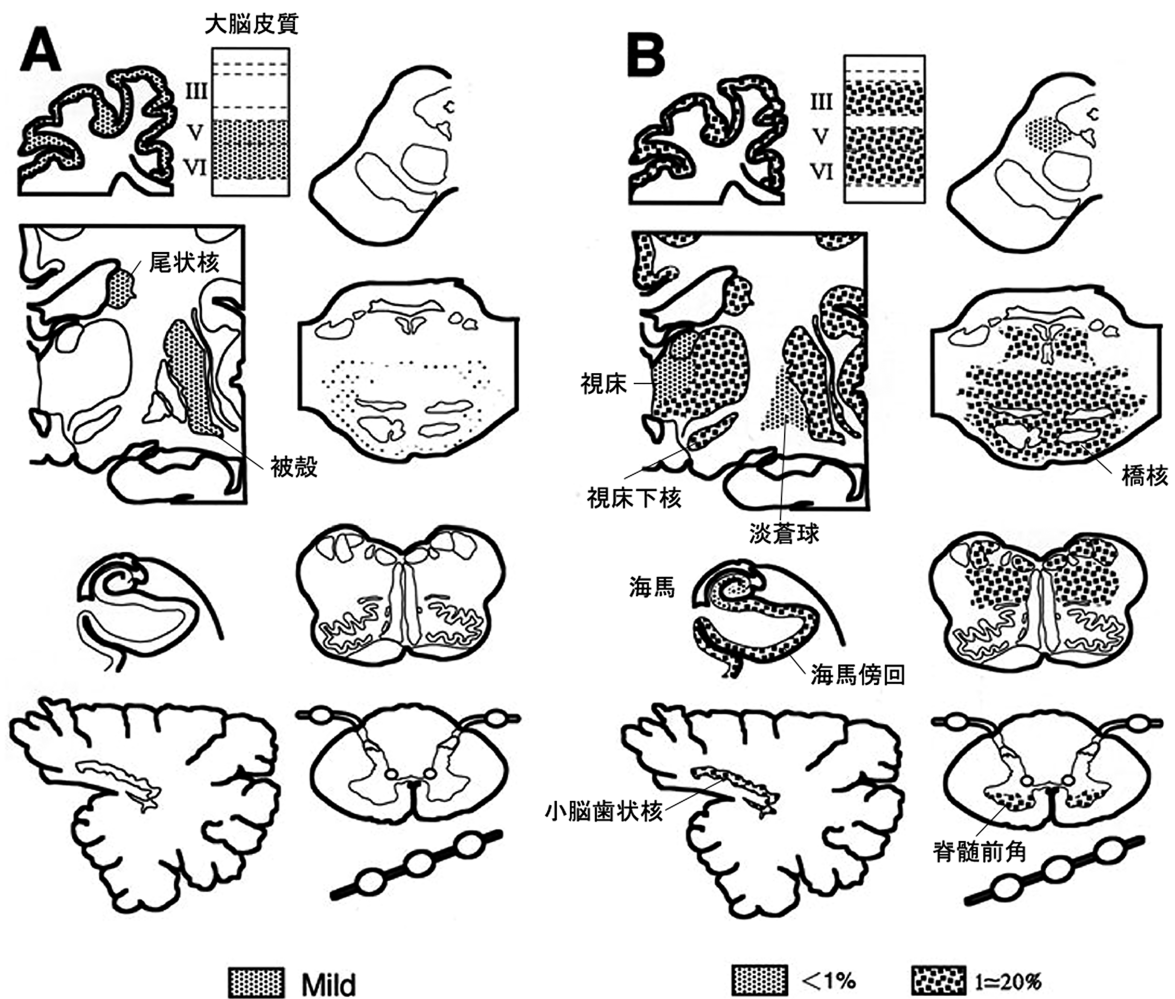 A
大脳皮質
III
V
VI
尾状核
被殻
Mild
B
III
V
VI
視床
視床下核
淡蒼球
橋核
海馬
海馬傍回
小脳歯状核
脊髄前角
<1%
1=20%